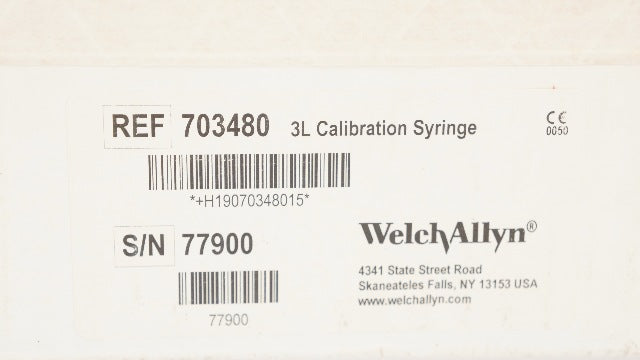 REF 703480 3L Calibration Syringe
CE
0050
*+H19070348015*
S/N 77900
77900
WelchAllyn®
4341 State Street Road
Skaneateles Falls, NY 13153 USA
www.welchallyn.com